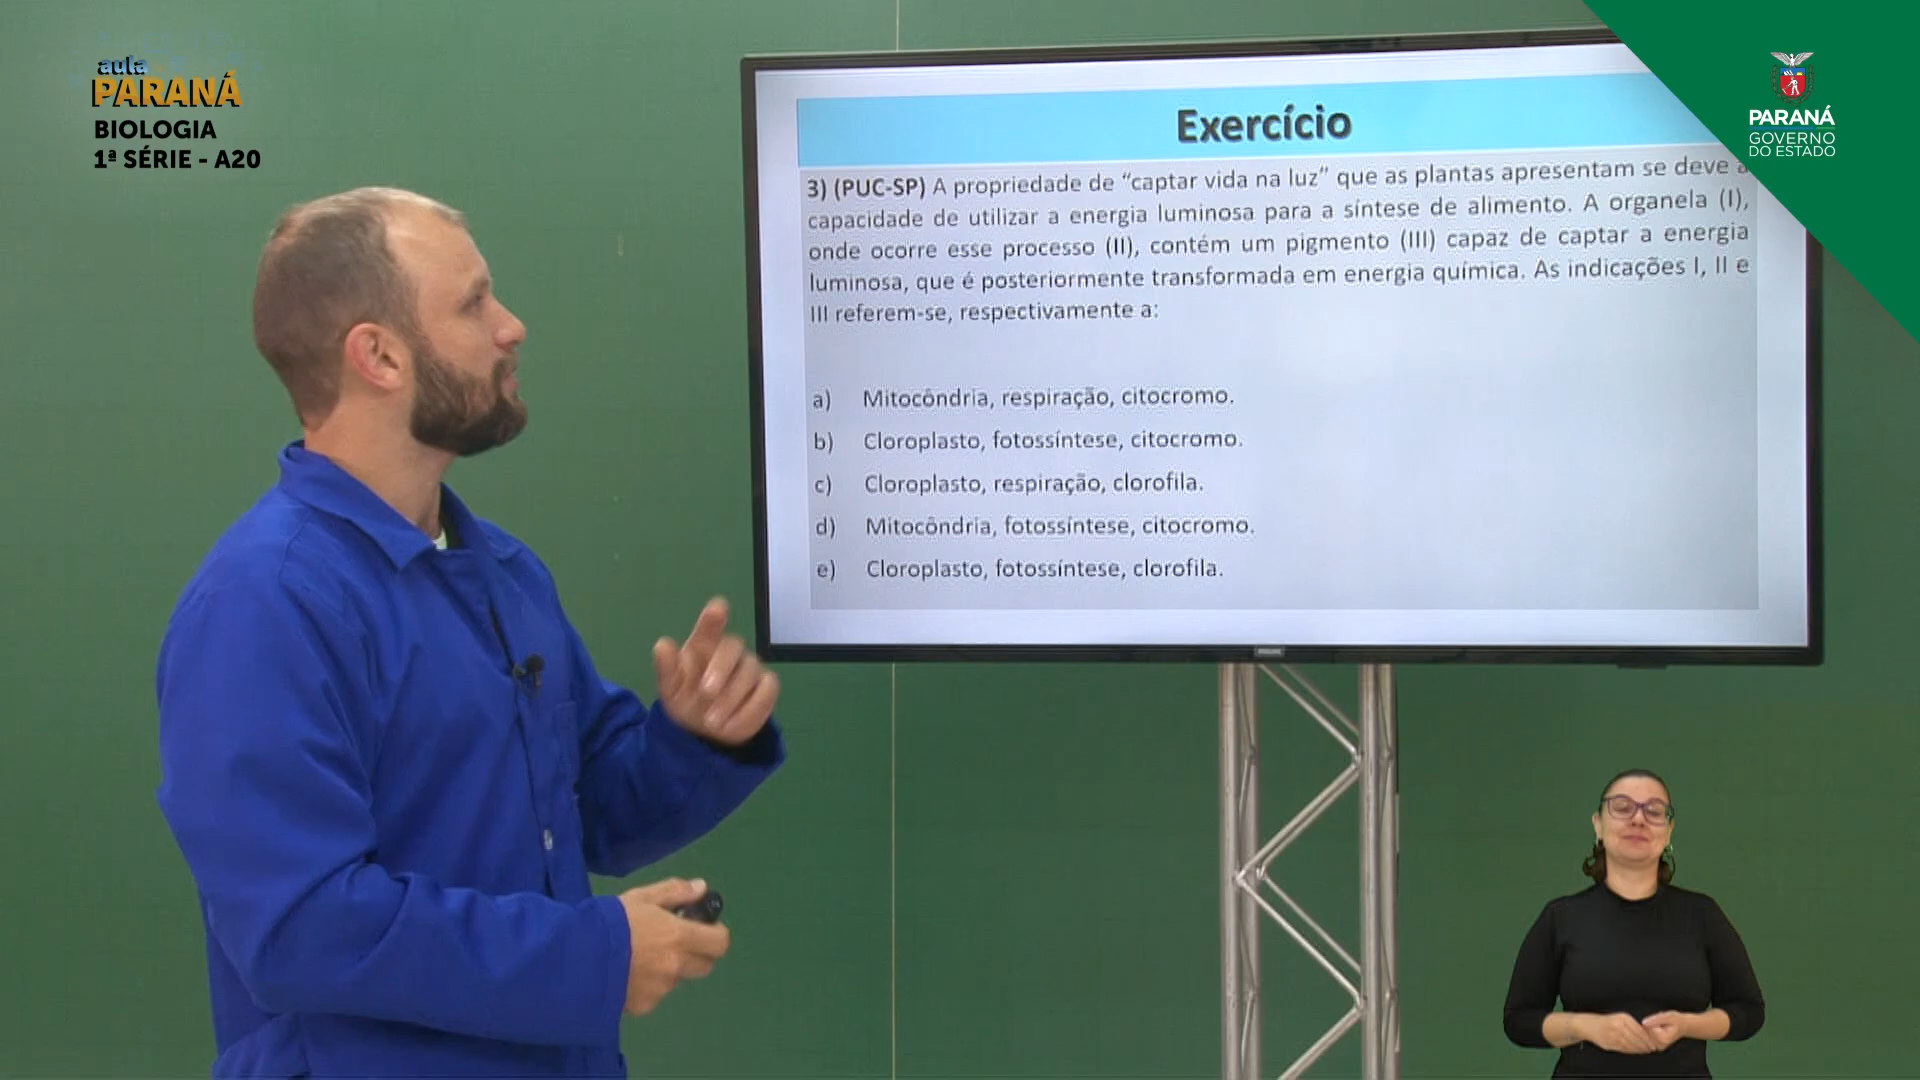 aula
PARANÁ
BIOLOGIA
1ª SÉRIE - A20
PARANÁ
GOVERNO
DO ESTADO
Exercício
3) (PUC-SP) A propriedade de “captar vida na luz” que as plantas apresentam se deve
capacidade de utilizar a energia luminosa para a síntese de alimento. A organela (I),
onde ocorre esse processo (II), contém um pigmento (III) capaz de captar a energia
luminosa, que é posteriormente transformada em energia química. As indicações I, II e
III referem-se, respectivamente a:
a) Mitocôndria, respiração, citocromo.
b) Cloroplasto, fotossíntese, citocromo.
c) Cloroplasto, respiração, clorofila.
d) Mitocôndria, fotossíntese, citocromo.
e) Cloroplasto, fotossíntese, clorofila.